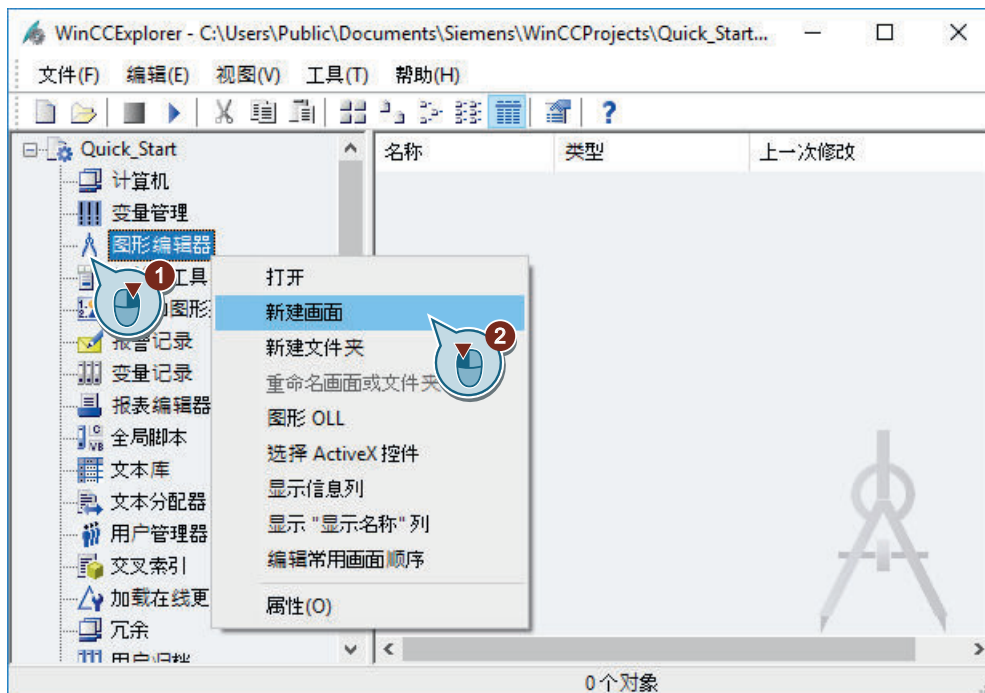 WinCCExplorer - C:\Users\Public\Documents\Siemens\WinCCProjects\Quick_Start...
文件(F) 编辑(E) 视图(V) 工具(T) 帮助(H)
Quick_Start
名称 类型 上一次修改
计算机
变量管理
图形编辑器
1
工具
图形
报警记录
变量记录
报表编辑器
全局脚本
文本库
文本分配器
用户管理器
交叉索引
加载在线更
冗余
用户归档
打开
新建画面
2
新建文件夹
重命名画面或文件夹
图形 OLL
选择 ActiveX 控件
显示信息列
显示 "显示名称" 列
编辑常用画面顺序
属性(O)
0 个对象